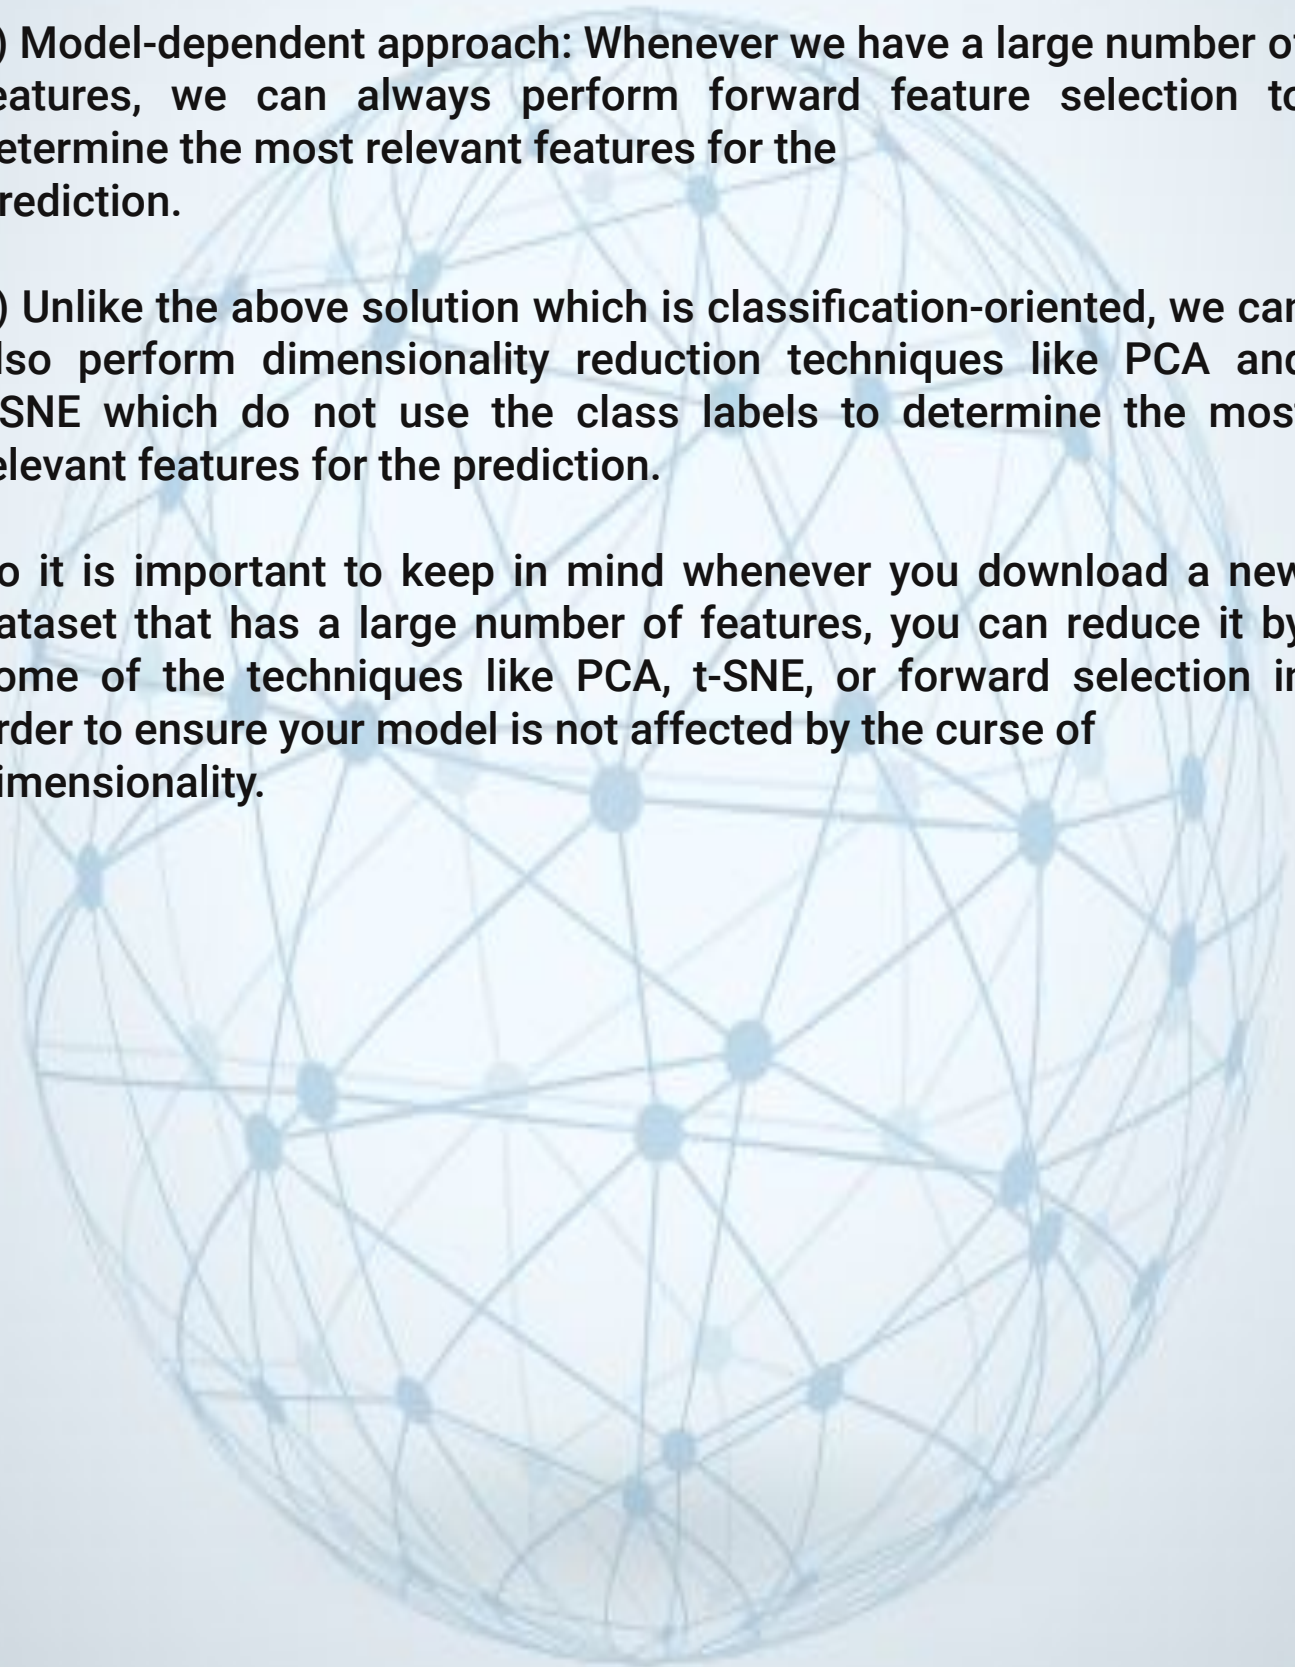 ) Model-dependent approach: Whenever we have a large number of
eatures, we can always perform forward feature selection to
etermine the most relevant features for the
rediction.
) Unlike the above solution which is classification-oriented, we can
lso perform dimensionality reduction techniques like PCA and
SNE which do not use the class labels to determine the most
elevant features for the prediction.
o it is important to keep in mind whenever you download a new
ataset that has a large number of features, you can reduce it by
ome of the techniques like PCA, t-SNE, or forward selection in
rder to ensure your model is not affected by the curse of
imensionality.